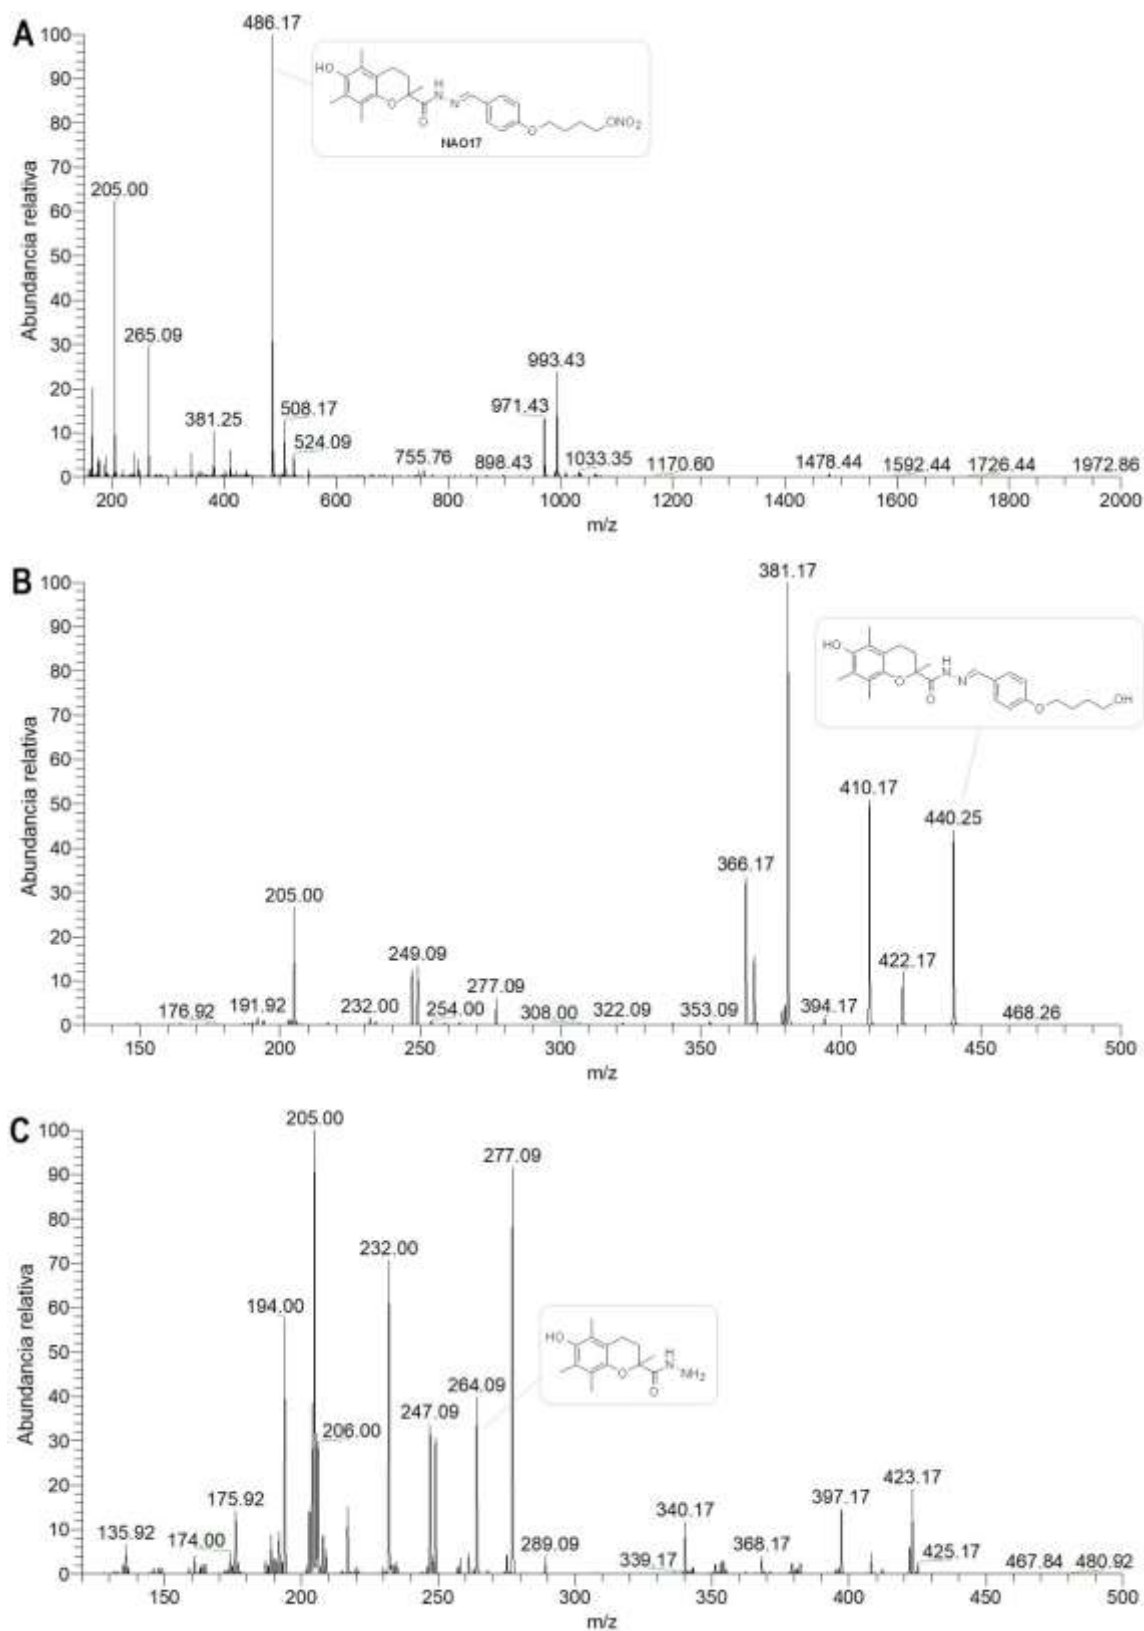 A
Abundancia relativa
100
90
80
70
60
50
40
30
20
10
0
486.17
205.00
265.09
381.25
508.17
524.09
755.76
898.43
971.43
993.43
1033.35
1170.60
1478.44
1592.44
1726.44
1972.86
HO
O
O
H
N
N
O
ONO2
NAO17
200 400 600 800 1000 1200 1400 1600 1800 2000
m/z
B
Abundancia relativa
100
90
80
70
60
50
40
30
20
10
0
381.17
410.17
440.25
366.17
422.17
205.00
249.09
277.09
176.92
191.92
232.00
254.00
308.00
322.09
353.09
394.17
468.26
HO
O
O
H
N
N
O
OH
150 200 250 300 350 400 450 500
m/z
C
Abundancia relativa
100
90
80
70
60
50
40
30
20
10
0
205.00
277.09
232.00
194.00
264.09
247.09
206.00
175.92
135.92
174.00
289.09
340.17
339.17
368.17
397.17
423.17
425.17
467.84
480.92
HO
O
O
H
N
NH2
150 200 250 300 350 400 450 500
m/z